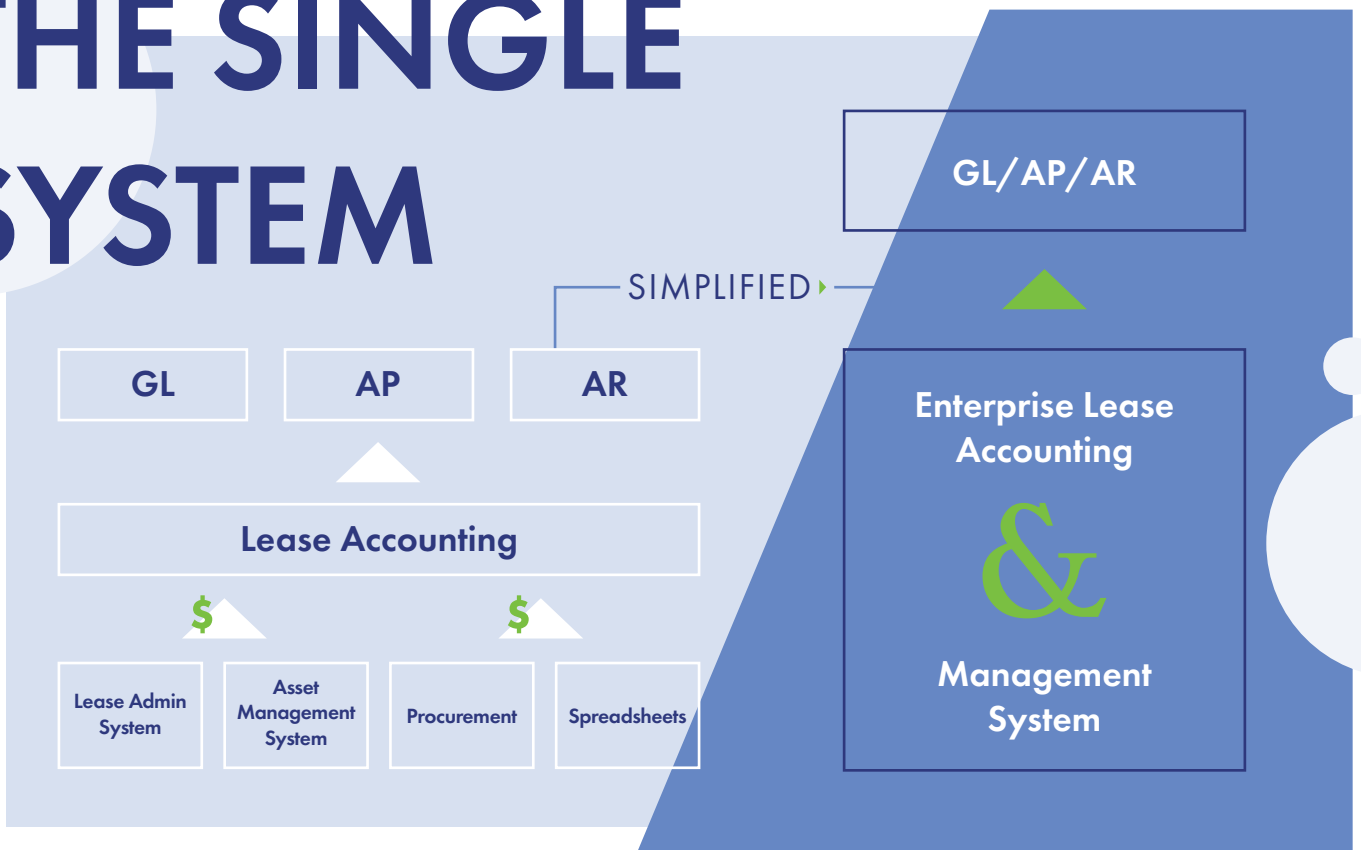 THE SINGLE
SYSTEM
GL/AP/AR
SIMPLIFIED
GL
AP
AR
Enterprise Lease
Accounting
&
Management
System
Lease Accounting
$
$
Lease Admin
System
Asset
Management
System
Procurement
Spreadsheets